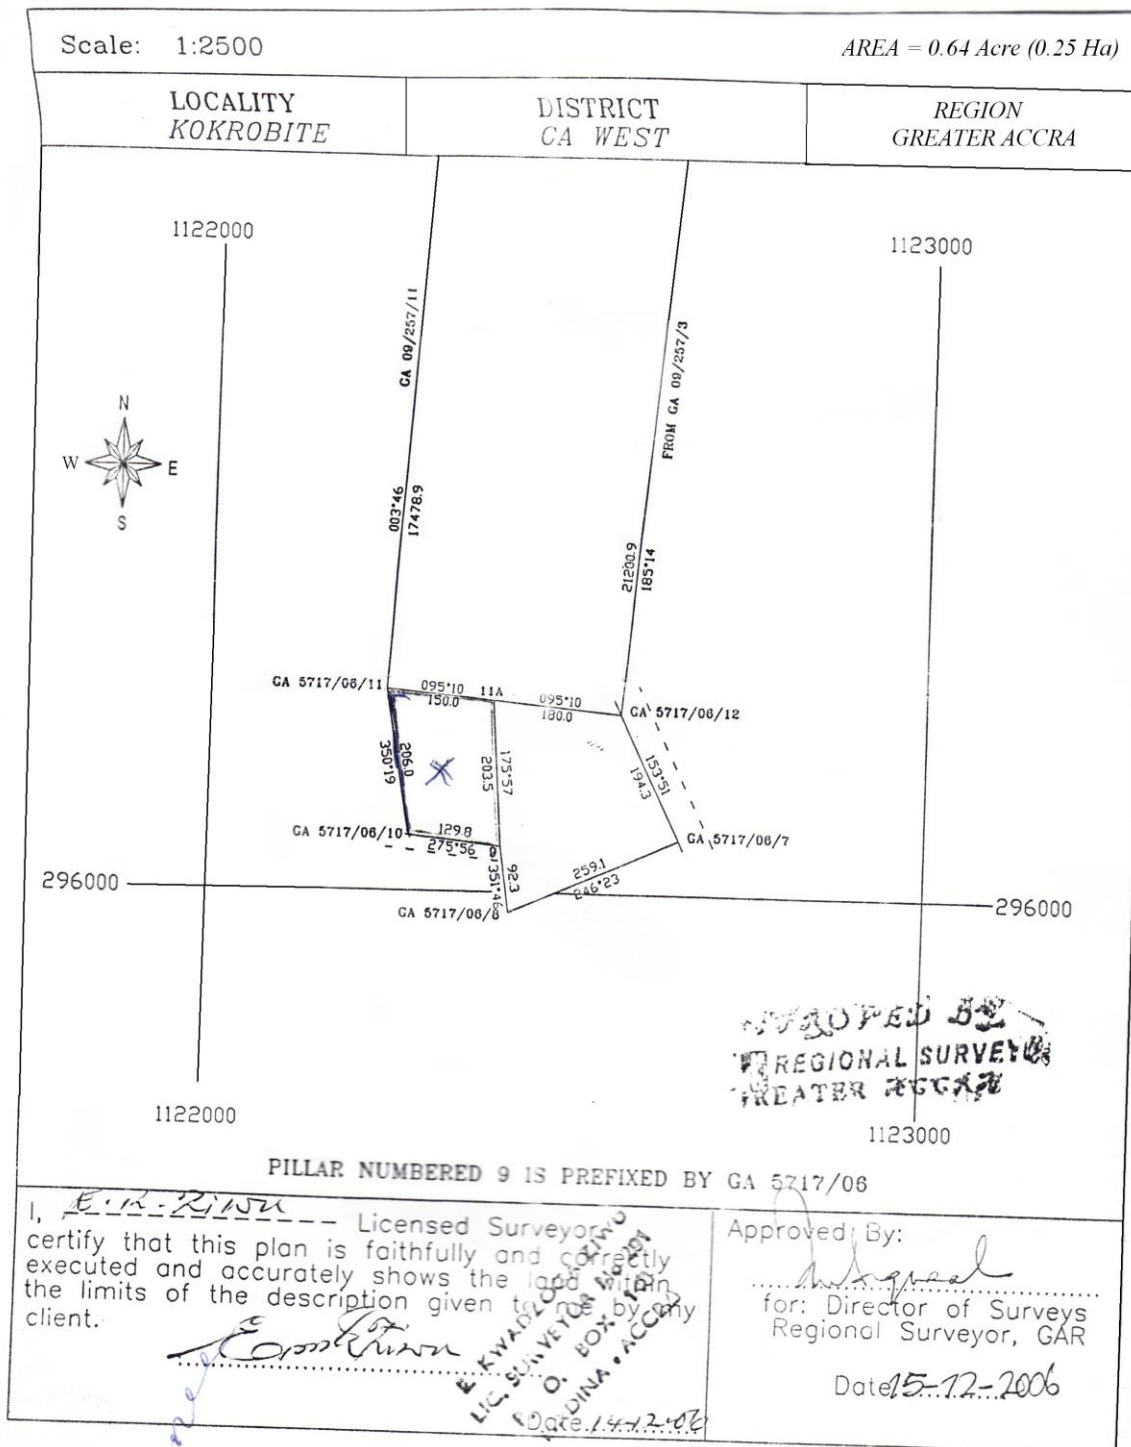 Scale: 1:2500
AREA = 0.64 Acre (0.25 Ha)
LOCALITY
KOKROBITE
DISTRICT
GA WEST
REGION
GREATER ACCRA
1122000
1123000
GA 09/257/11
FROM GA 09/257/3
N
W
E
S
003°46
17478.9
21200.9
185°14
GA 5717/06/11
095°10
150.0
11A
095°10
180.0
GA 5717/06/12
206.0
350°19
175°57
203.5
153°51
194.3
GA 5717/06/10
129.8
275°56
9
GA 5717/06/7
92.3
351°46
259.1
246°23
296000
296000
GA 5717/06/8
REGIONAL SURVEYOR
GREATER ACCRA
1122000
1123000
PILLAR NUMBERED 9 IS PREFIXED BY GA 5717/06
I, Licensed Surveyor
certify that this plan is faithfully and correctly
executed and accurately shows the land within
the limits of the description given to me by my
client.
LIC. SURVEYOR
BOX
MADINA - ACCRA
Date 14-12-06
Approved By:
for: Director of Surveys
Regional Surveyor, GAR
Date 15-12-2006